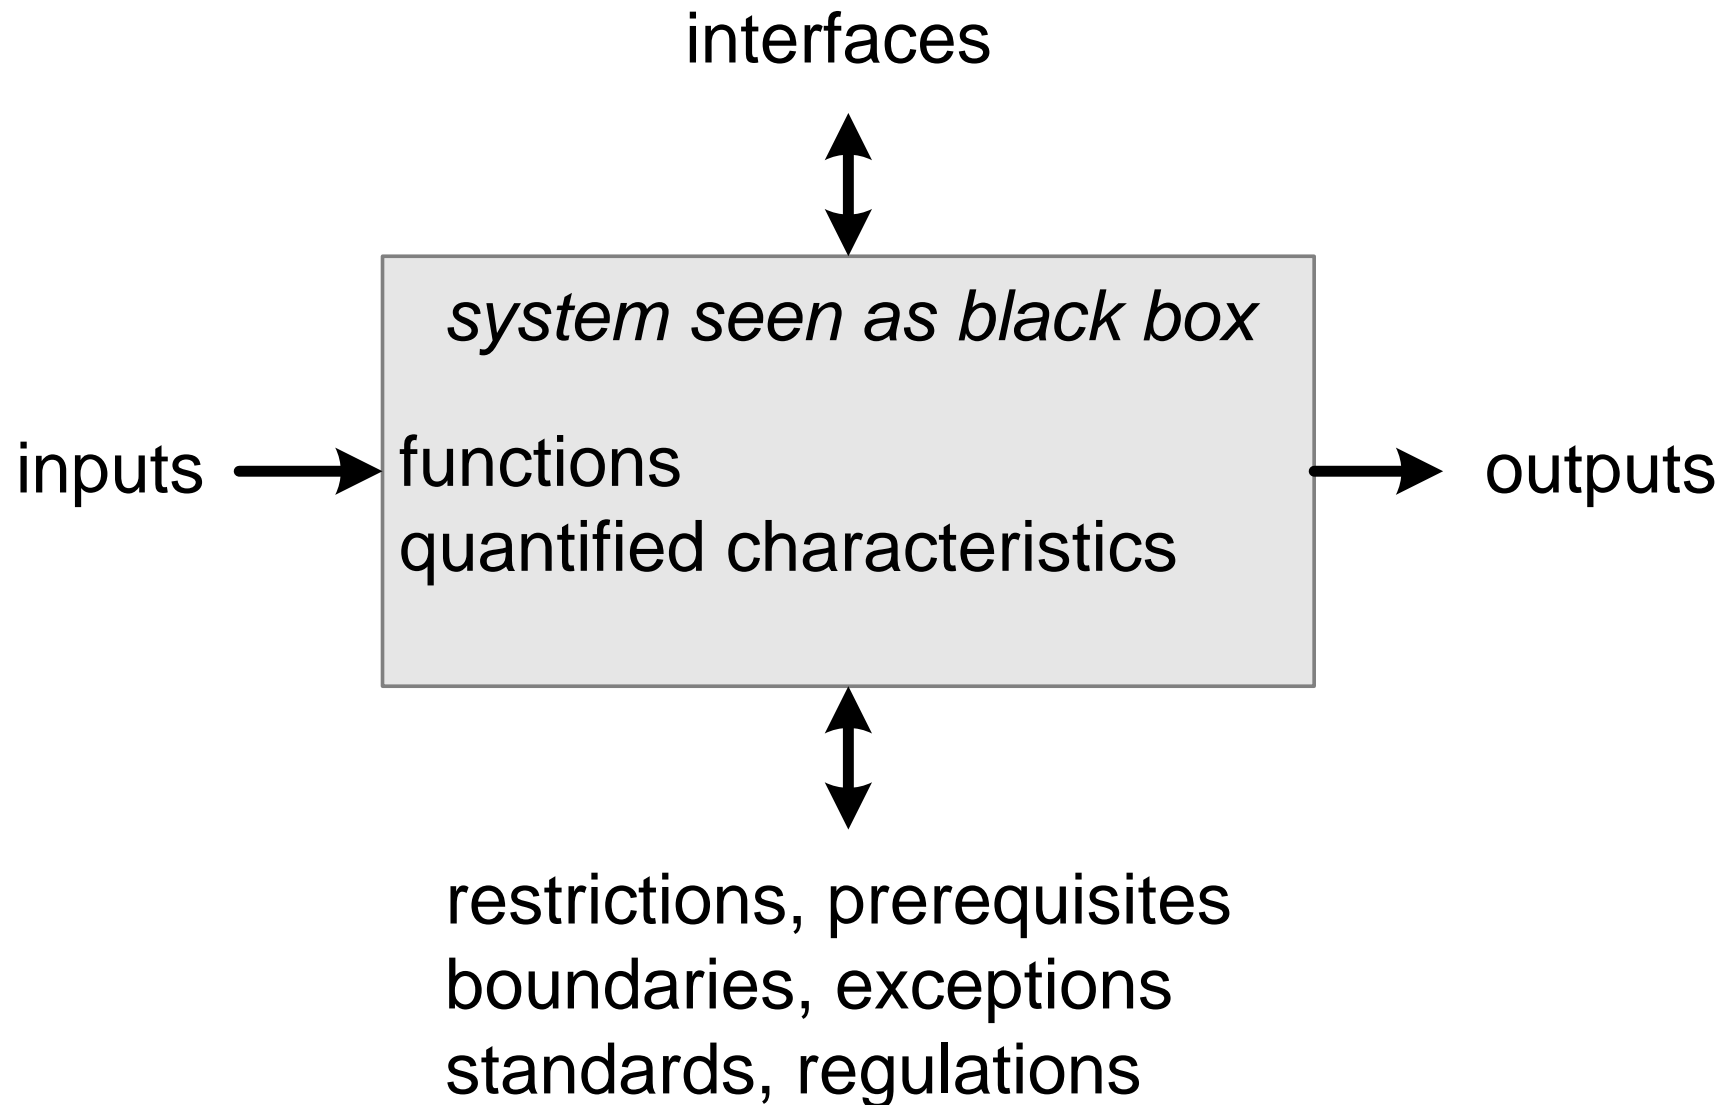 interfaces
system seen as black box
inputs
functions
quantified characteristics
outputs
restrictions, prerequisites
boundaries, exceptions
standards, regulations